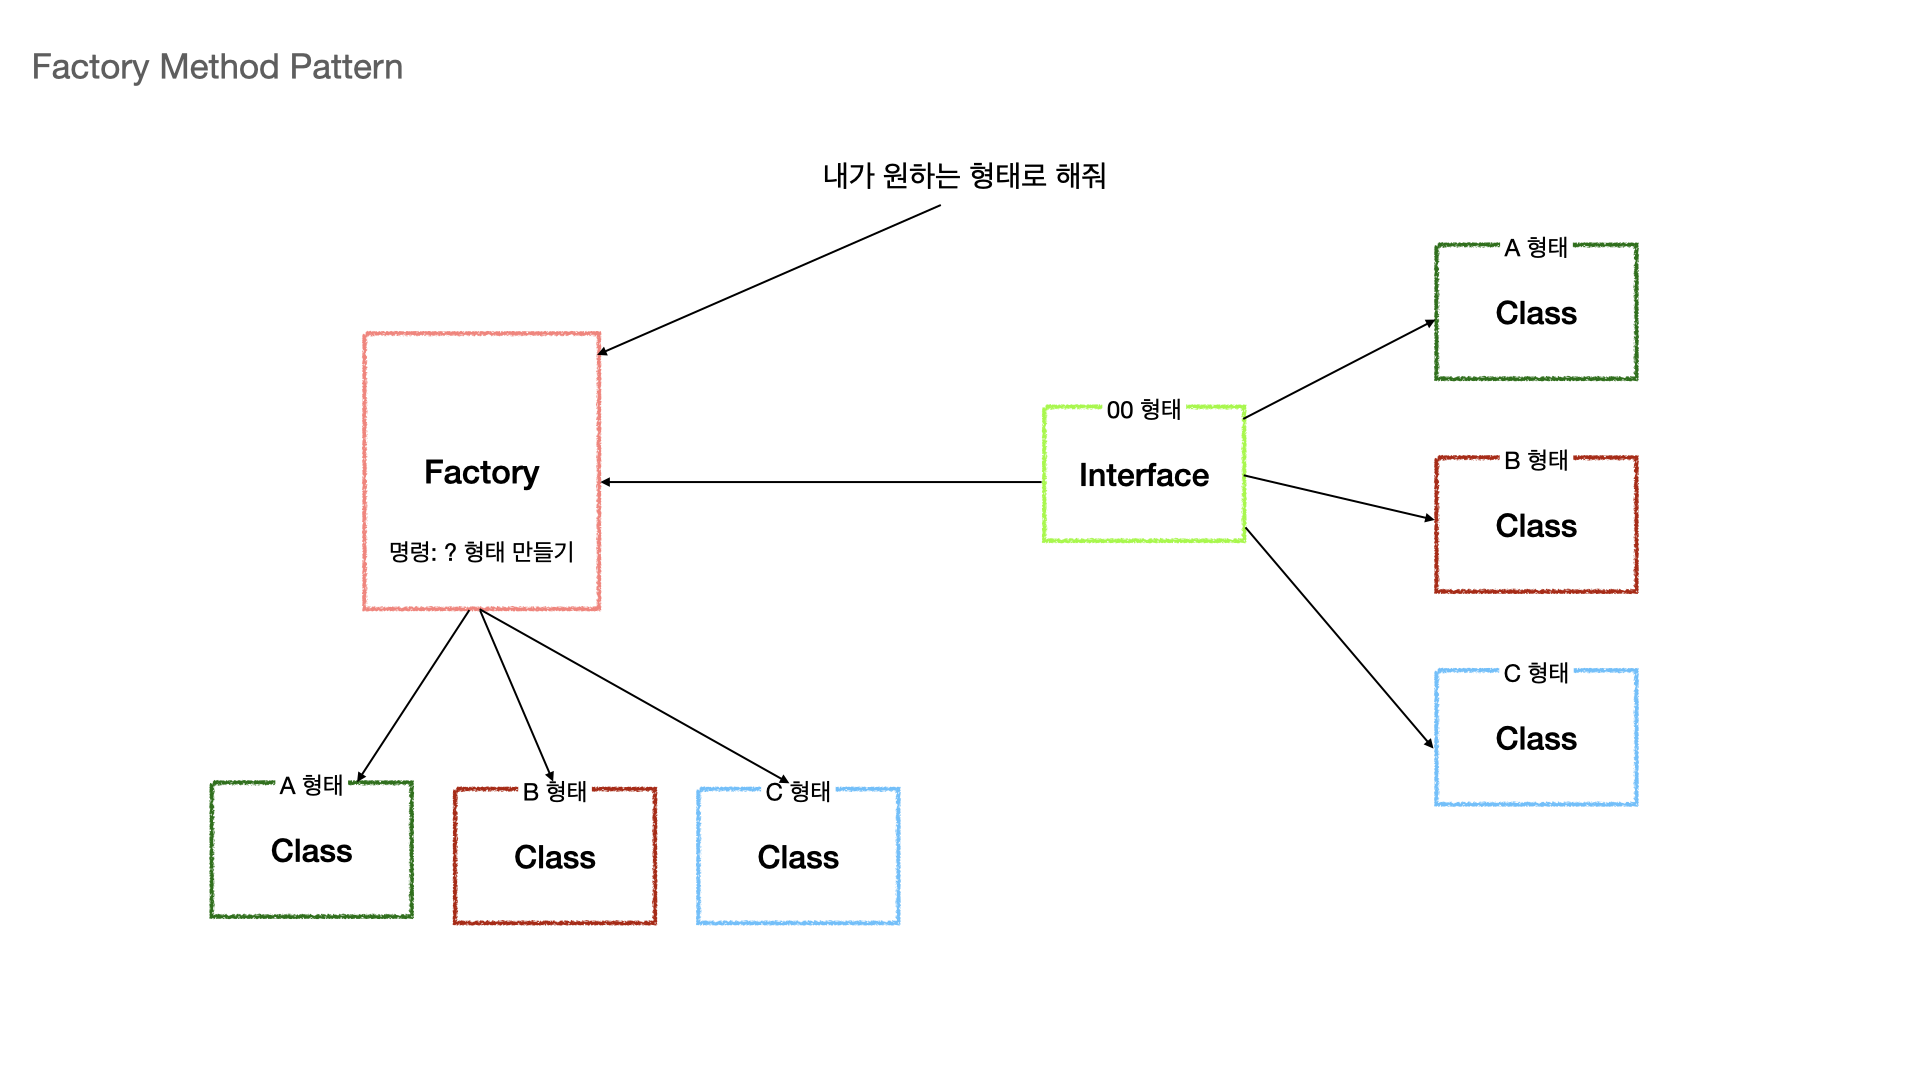 Factory Method Pattern
내가 원하는 형태로 해줘
Factory
명령: ? 형태 만들기
00 형태
Interface
A 형태
Class
B 형태
Class
C 형태
Class
A 형태
Class
B 형태
Class
C 형태
Class